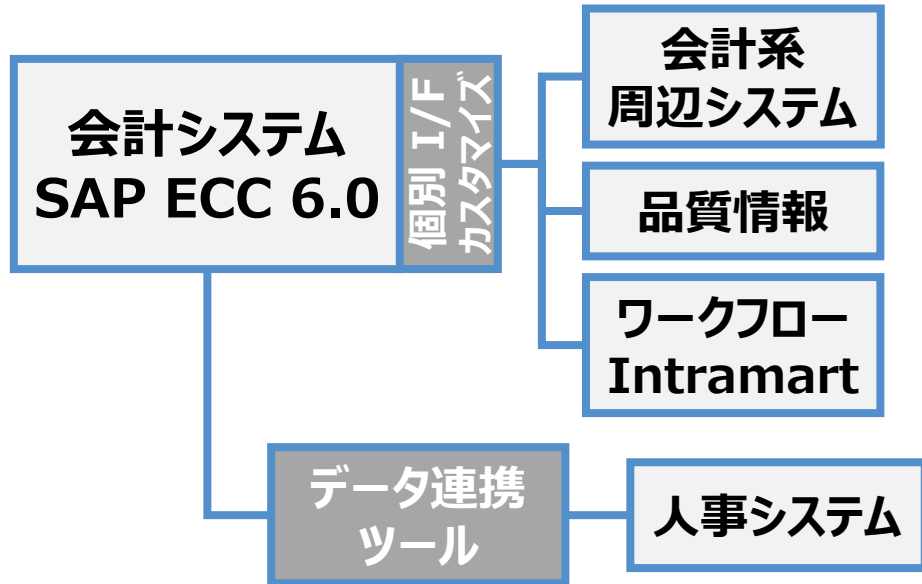 会計システム
SAP ECC 6.0
個別 I/F
カスタマイズ
会計系
周辺システム
品質情報
ワークフロー
Intramart
データ連携
ツール
人事システム